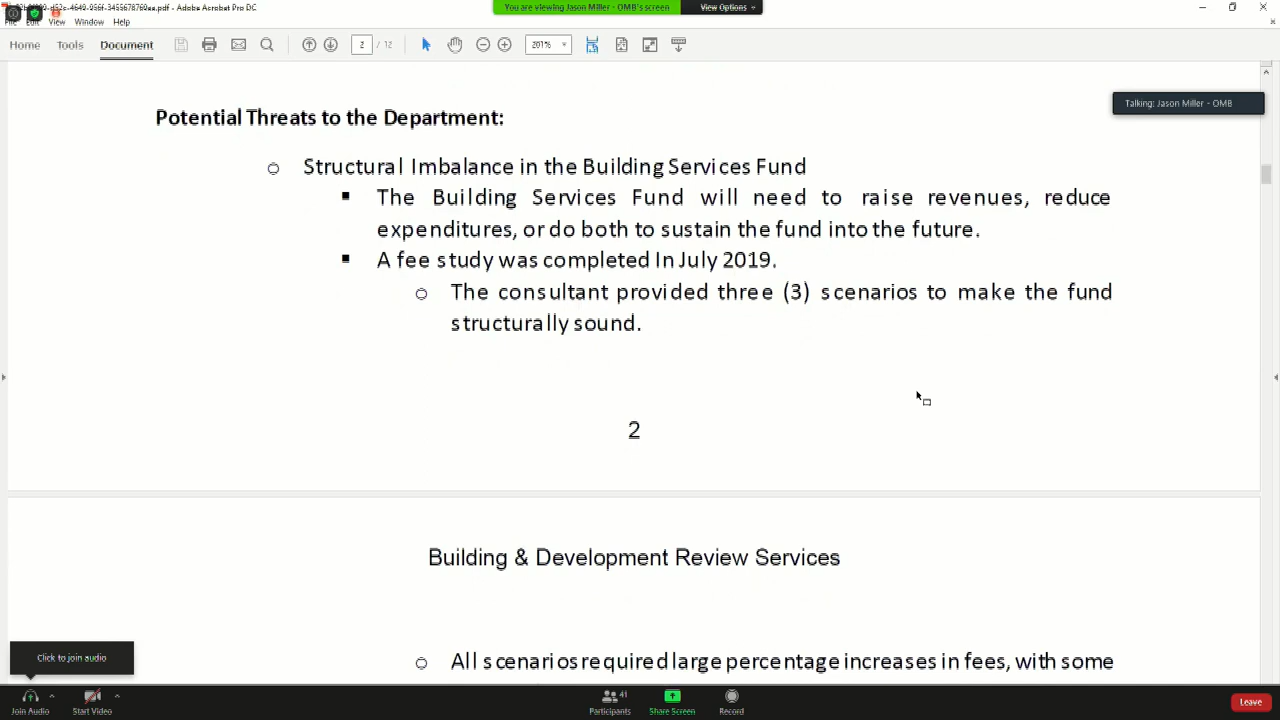 - Adobe Acrobat Pro DC
You are viewing Jason Miller - OMB's screen
View Options
File Edit View Window Help
Home Tools Document
2 / 12
201%
Talking: Jason Miller - OMB
Potential Threats to the Department:
Structural Imbalance in the Building Services Fund
The Building Services Fund will need to raise revenues, reduce
expenditures, or do both to sustain the fund into the future.
A fee study was completed In July 2019.
The consultant provided three (3) scenarios to make the fund
structurally sound.
2
Building & Development Review Services
All scenarios required large percentage increases in fees, with some
Click to join audio
Join Audio
Start Video
Participants 41
Share Screen
Record
Leave